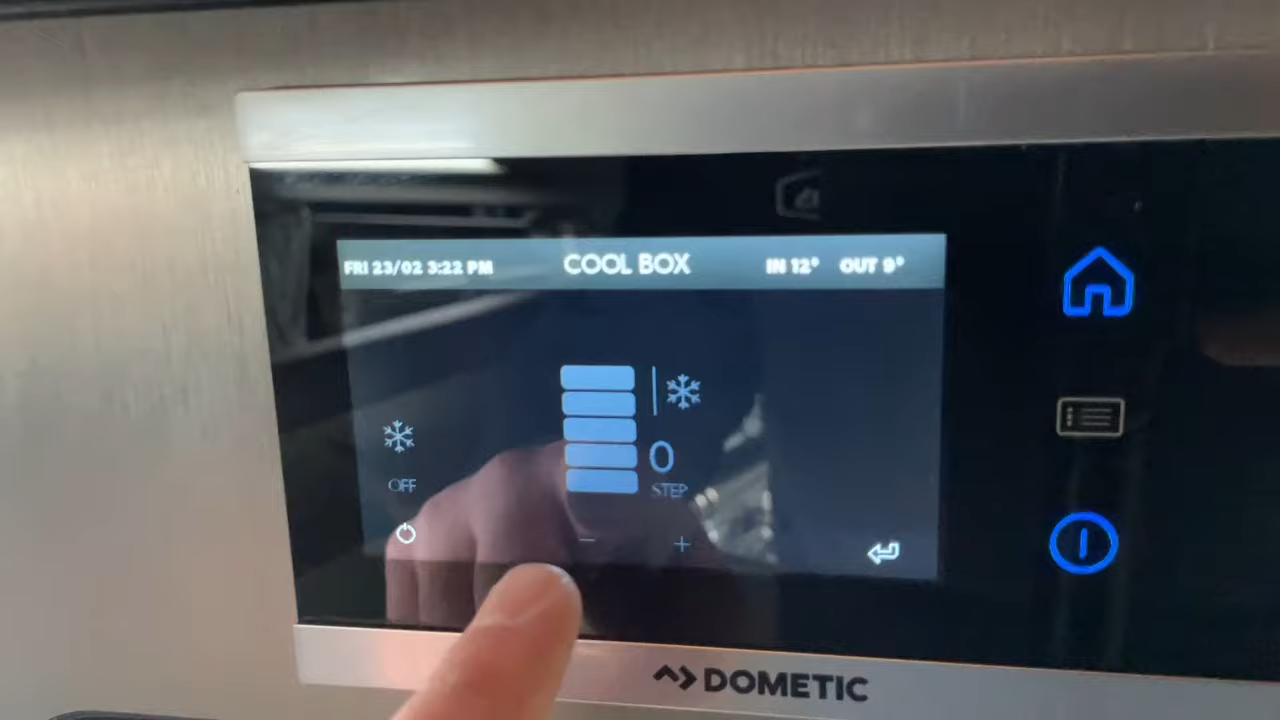 FRI 23/02 3:22 PM COOL BOX IN 12° OUT 9°
0
OFF STEP
- +
DOMETIC